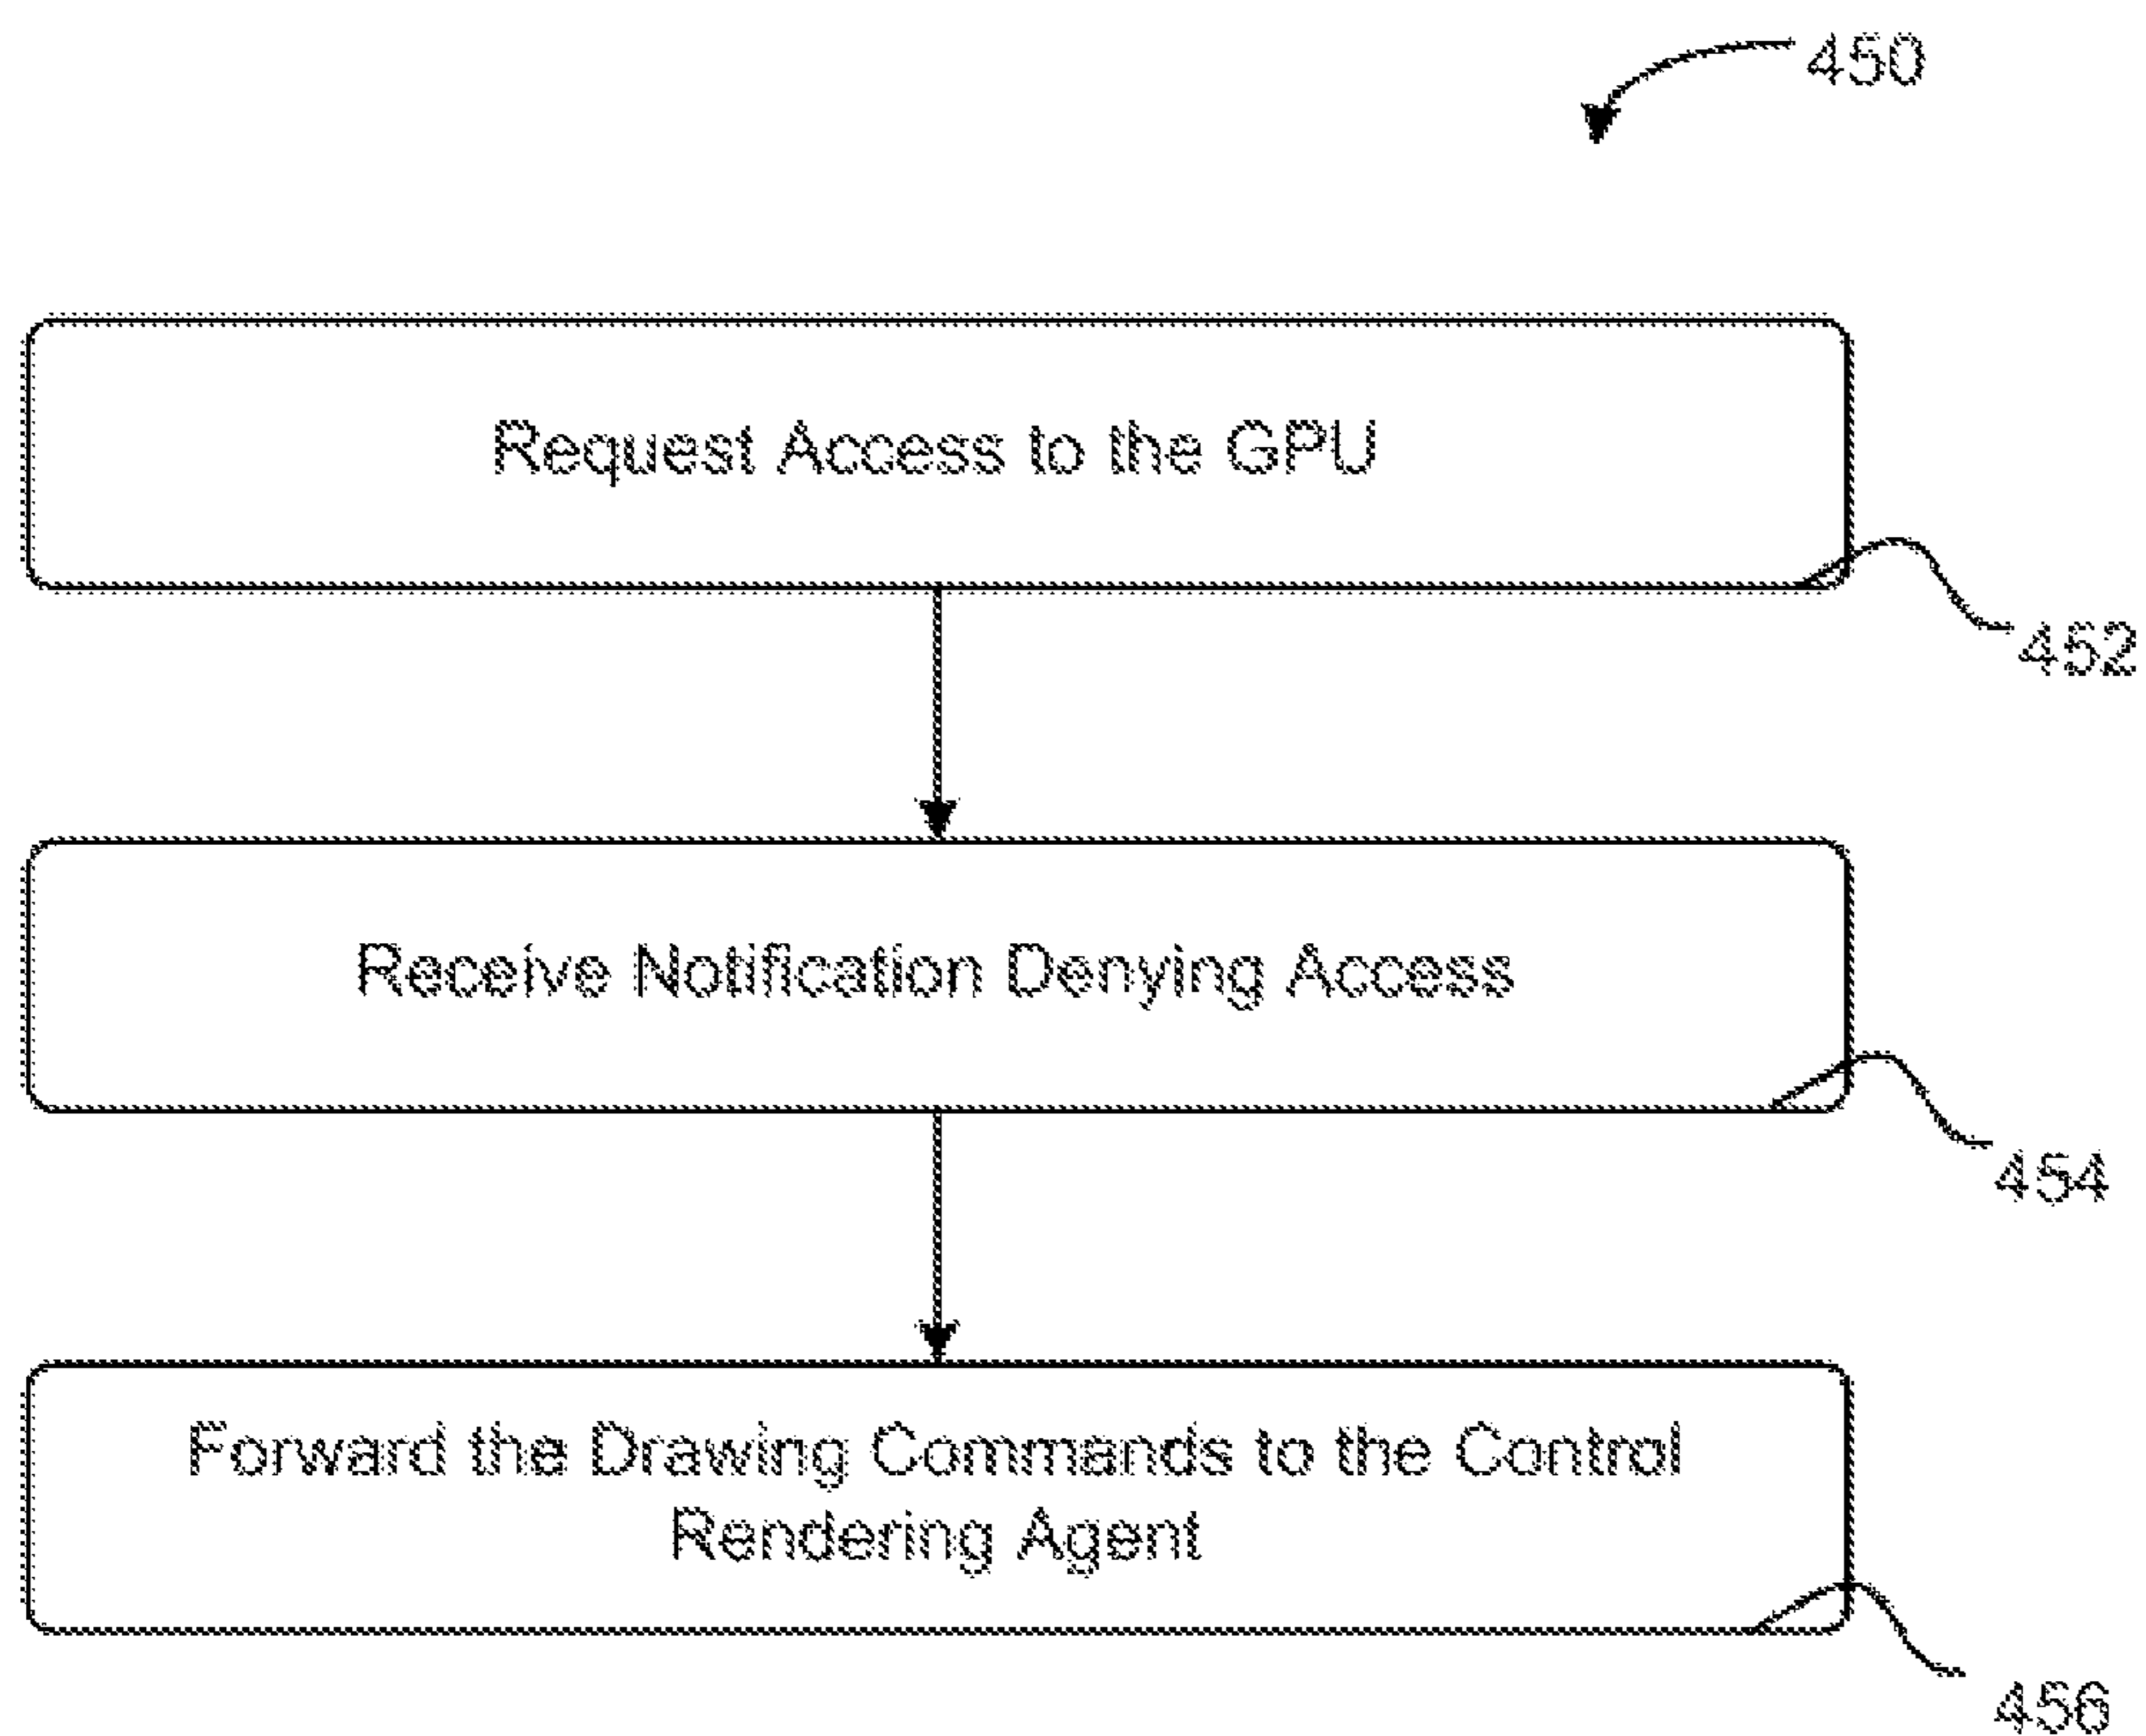 450
Request Access to the GPU
452
Receive Notification Denying Access
454
Forward the Drawing Commands to the Control
Rendering Agent
456